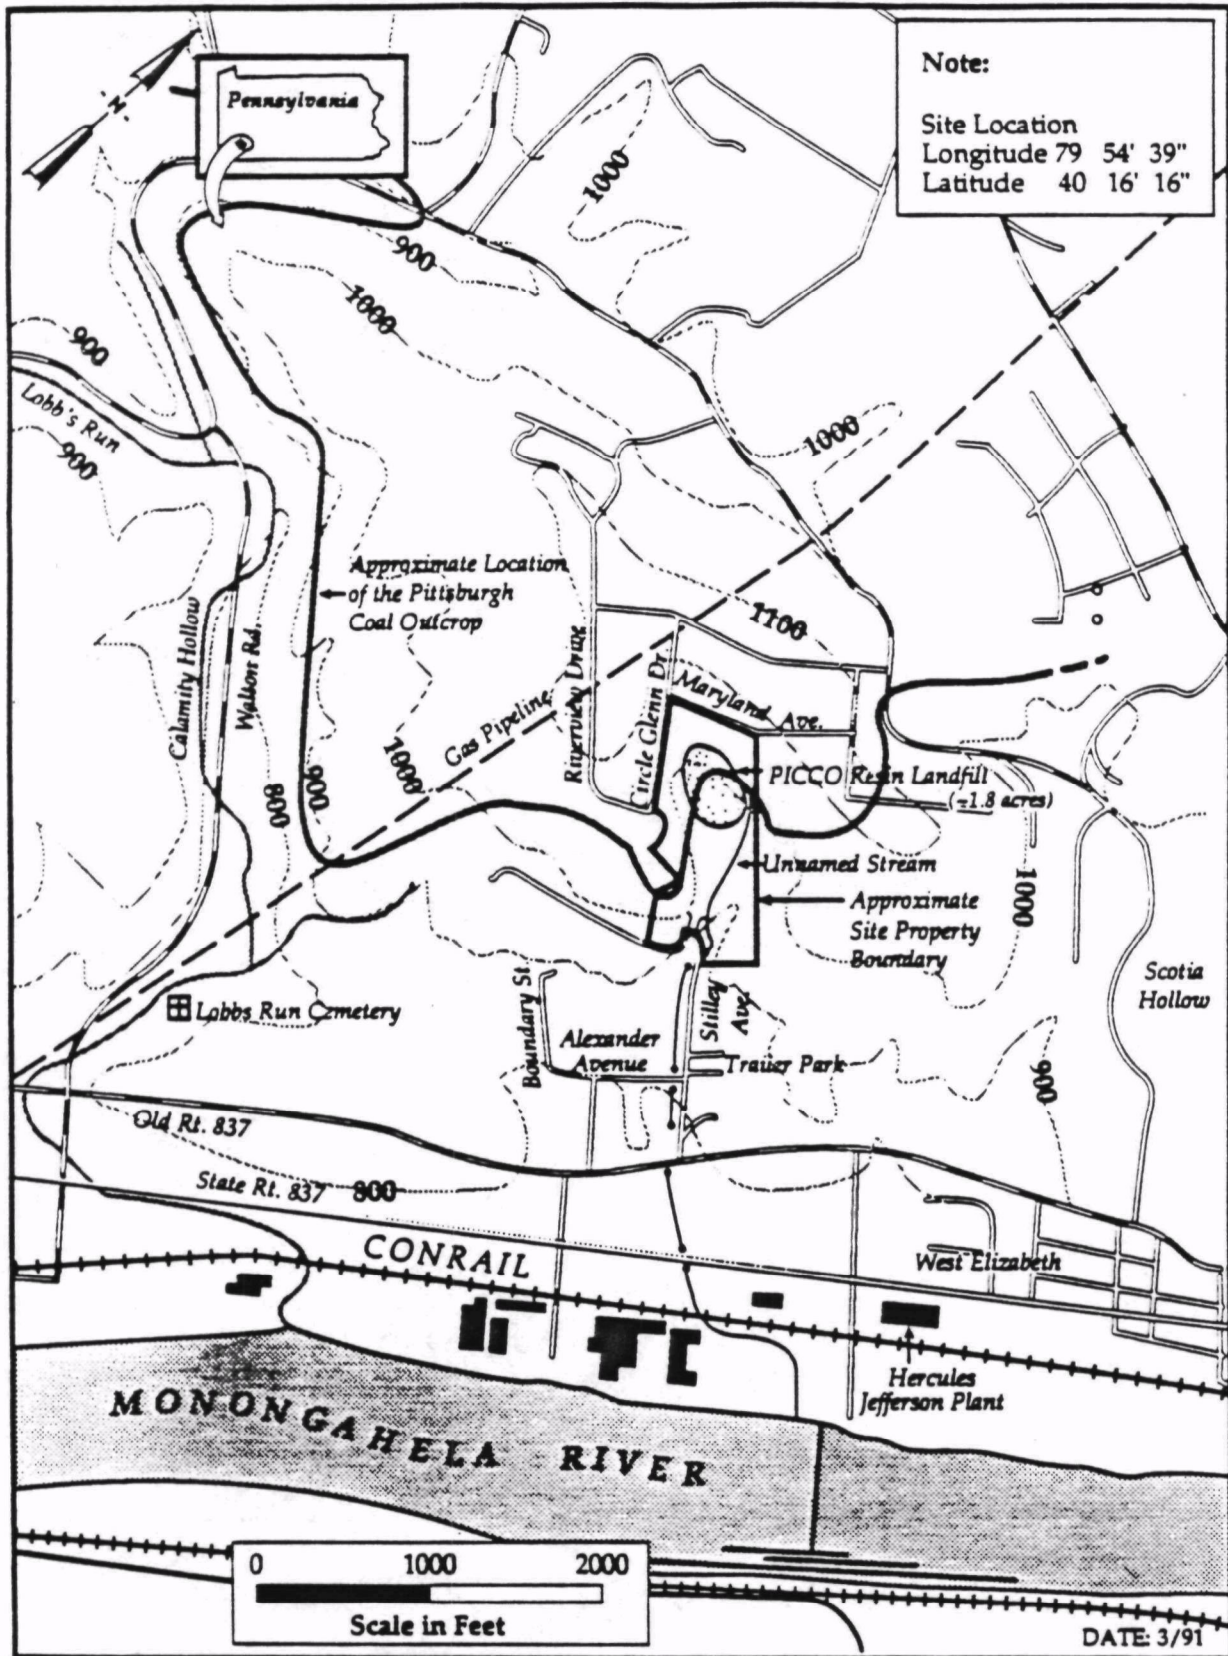 Note:
Site Location
Longitude 79 54' 39"
Latitude 40 16' 16"
N
Pennsylvania
1000
900
1000
900
Lobb's Run
900
1000
Approximate Location
of the Pittsburgh
Coal Outcrop
1100
Calamity Hollow
Walton Rd.
Gas Pipeline
Riverview Drive
Circle Glenn Dr.
Maryland Ave.
PICCO Resin Landfill
(~1.8 acres)
800
900
1000
Unnamed Stream
1000
Approximate
Site Property
Boundary
Scotia
Hollow
Lobbs Run Cemetery
Boundary St
Alexander
Avenue
Stilley
Ave.
Trailer Park
900
Old Rt. 837
State Rt. 837
800
CONRAIL
West Elizabeth
Hercules
Jefferson Plant
MONONGAHELA RIVER
0 1000 2000
Scale in Feet
DATE: 3/91